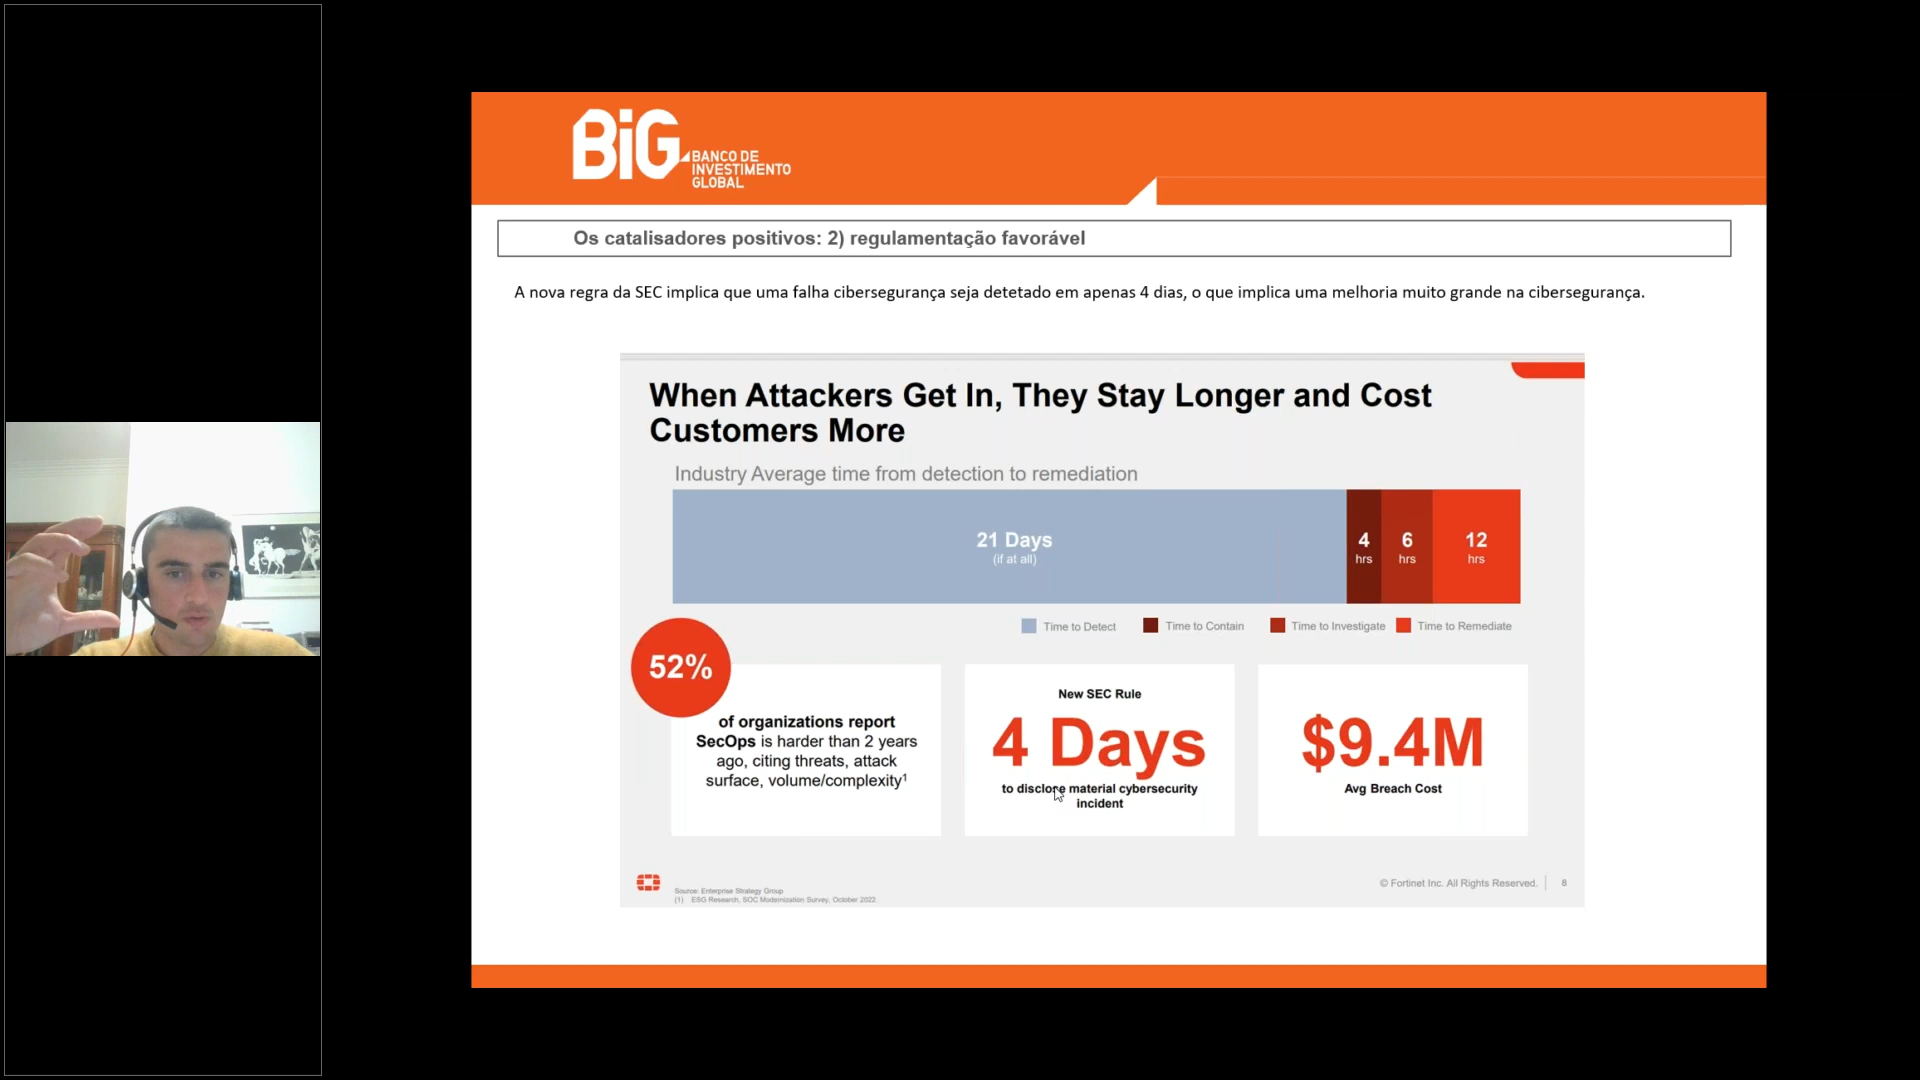 BiG
BANCO DE
INVESTIMENTO
GLOBAL
Os catalisadores positivos: 2) regulamentação favorável
A nova regra da SEC implica que uma falha cibersegurança seja detetado em apenas 4 dias, o que implica uma melhoria muito grande na cibersegurança.
When Attackers Get In, They Stay Longer and Cost
Customers More
Industry Average time from detection to remediation
21 Days
(if at all)
4
hrs
6
hrs
12
hrs
Time to Detect
Time to Contain
Time to Investigate
Time to Remediate
52%
of organizations report
SecOps is harder than 2 years
ago, citing threats, attack
surface, volume/complexity¹
New SEC Rule
4 Days
to disclose material cybersecurity
incident
$9.4M
Avg Breach Cost
Source: Enterprise Strategy Group
(1) ESG Research, SOC Modernization Survey, October 2022.
© Fortinet Inc. All Rights Reserved.
8